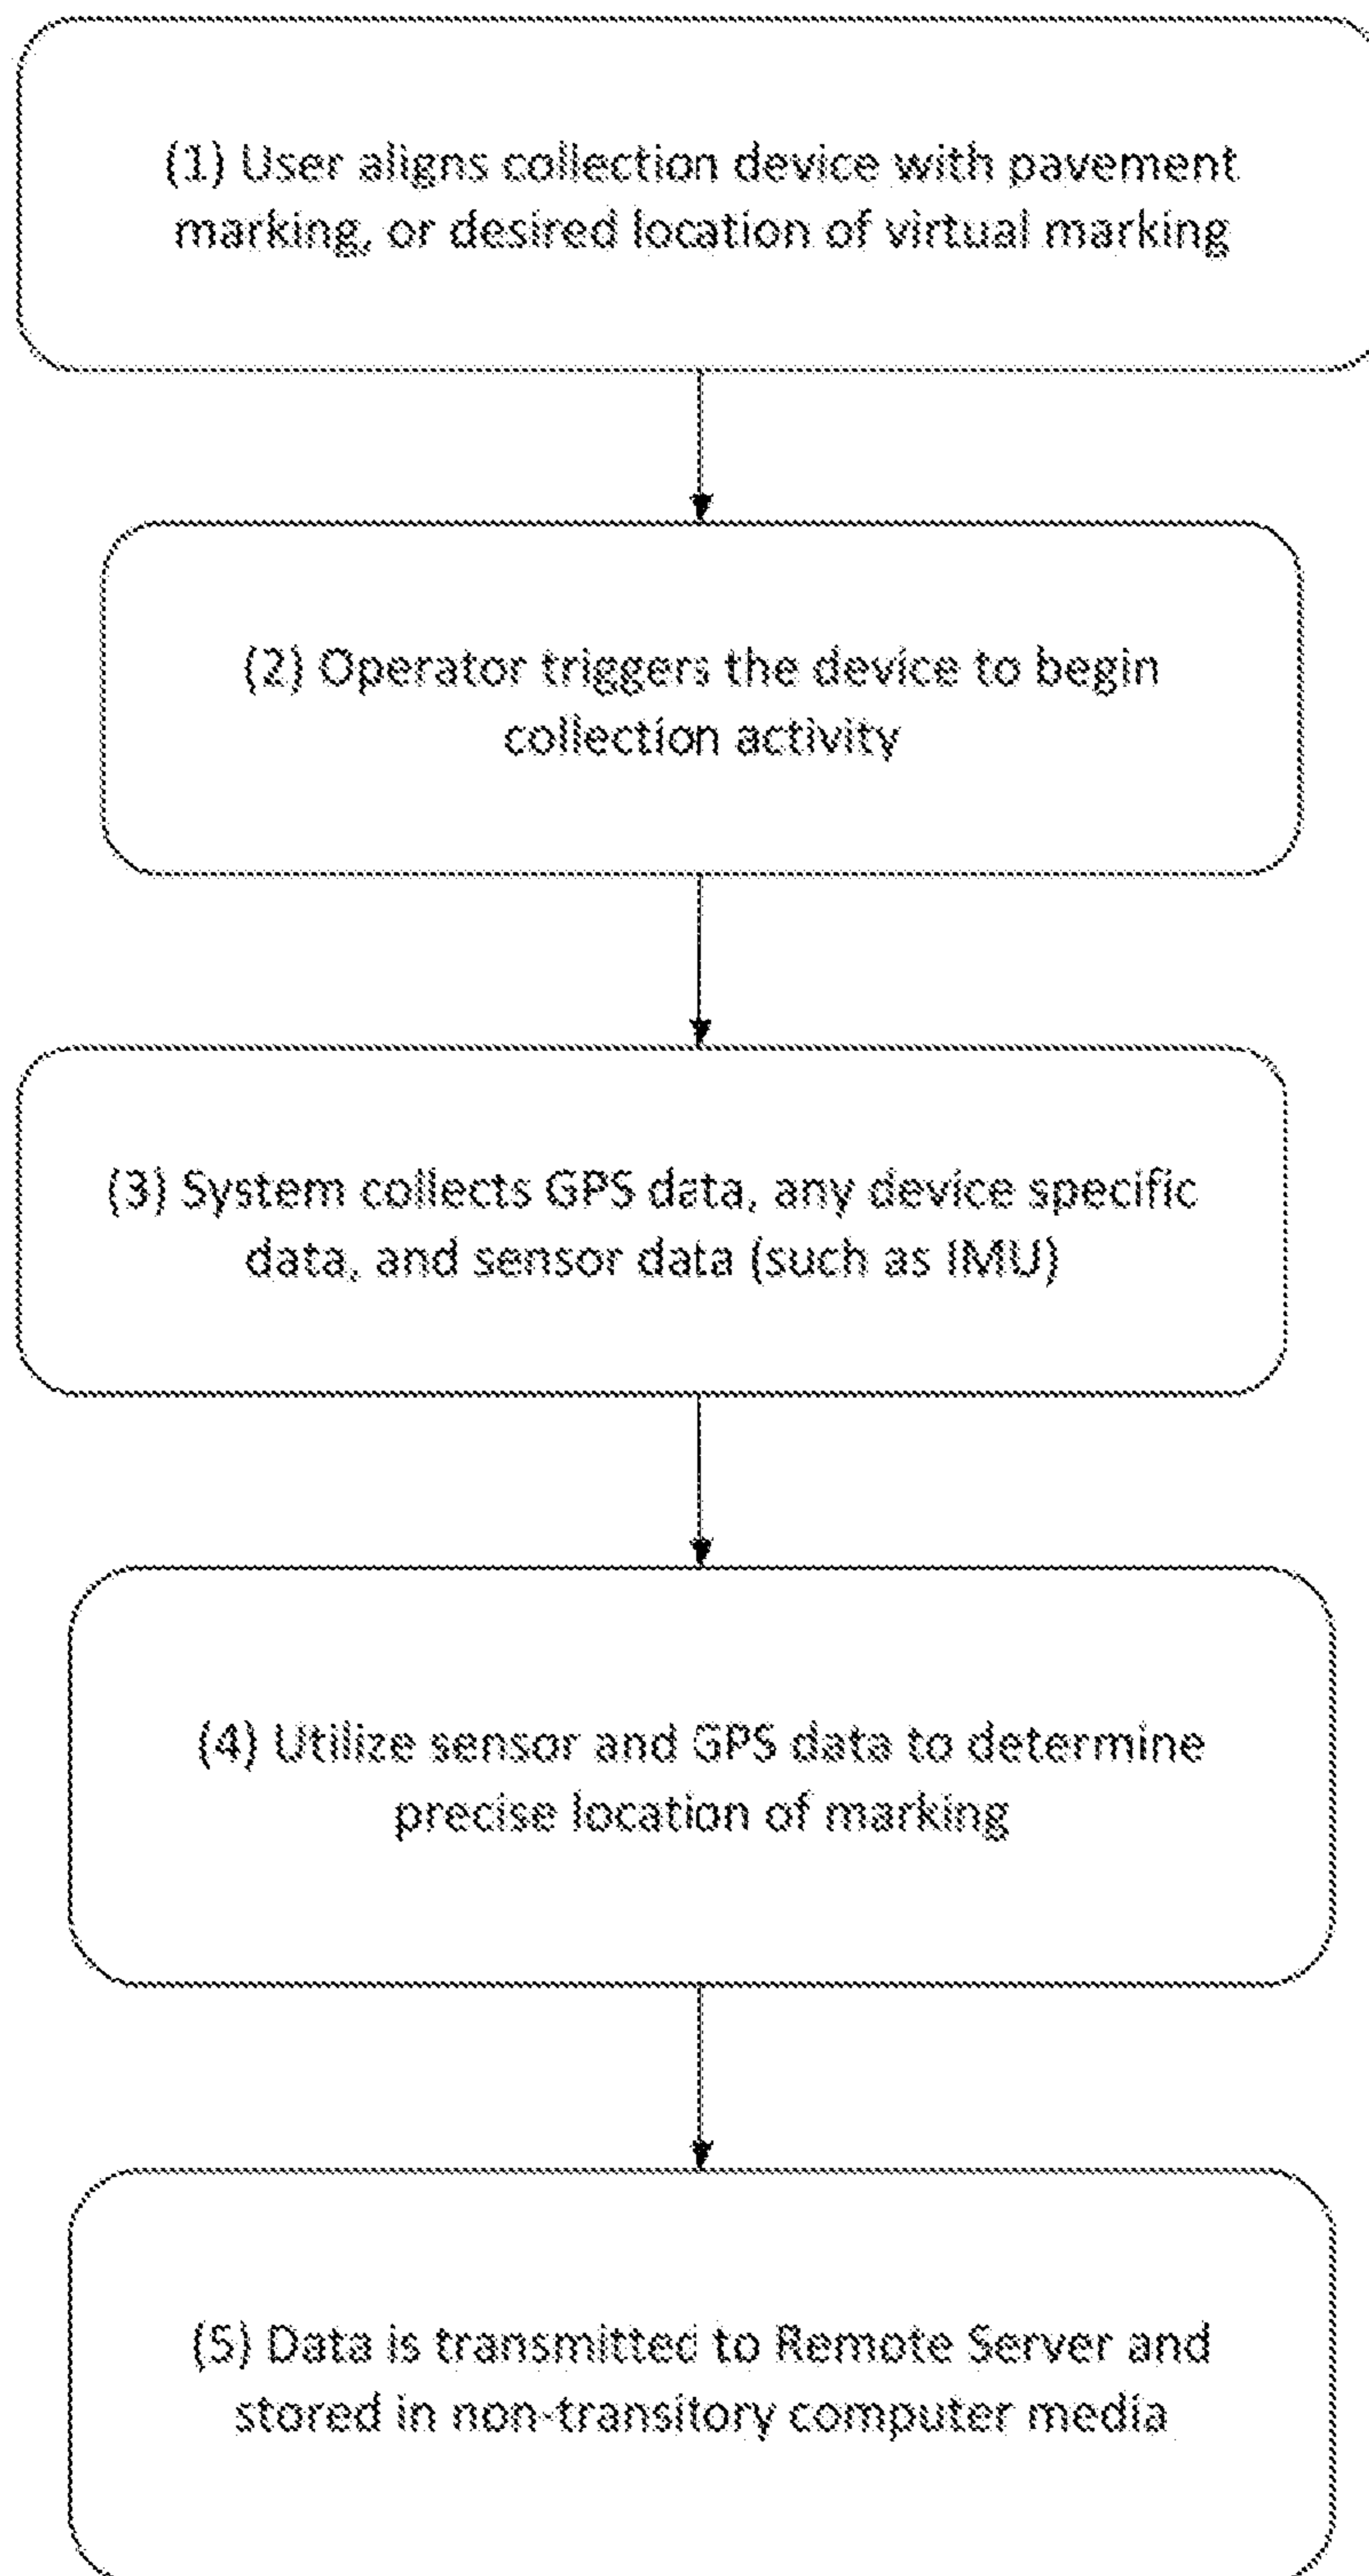 (1) User aligns collection device with pavement
marking, or desired location of virtual marking
(2) Operator triggers the device to begin
collection activity
(3) System collects GPS data, any device specific
data, and sensor data (such as IMU)
(4) Utilize sensor and GPS data to determine
precise location of marking
(5) Data is transmitted to Remote Server and
stored in non-transitory computer media